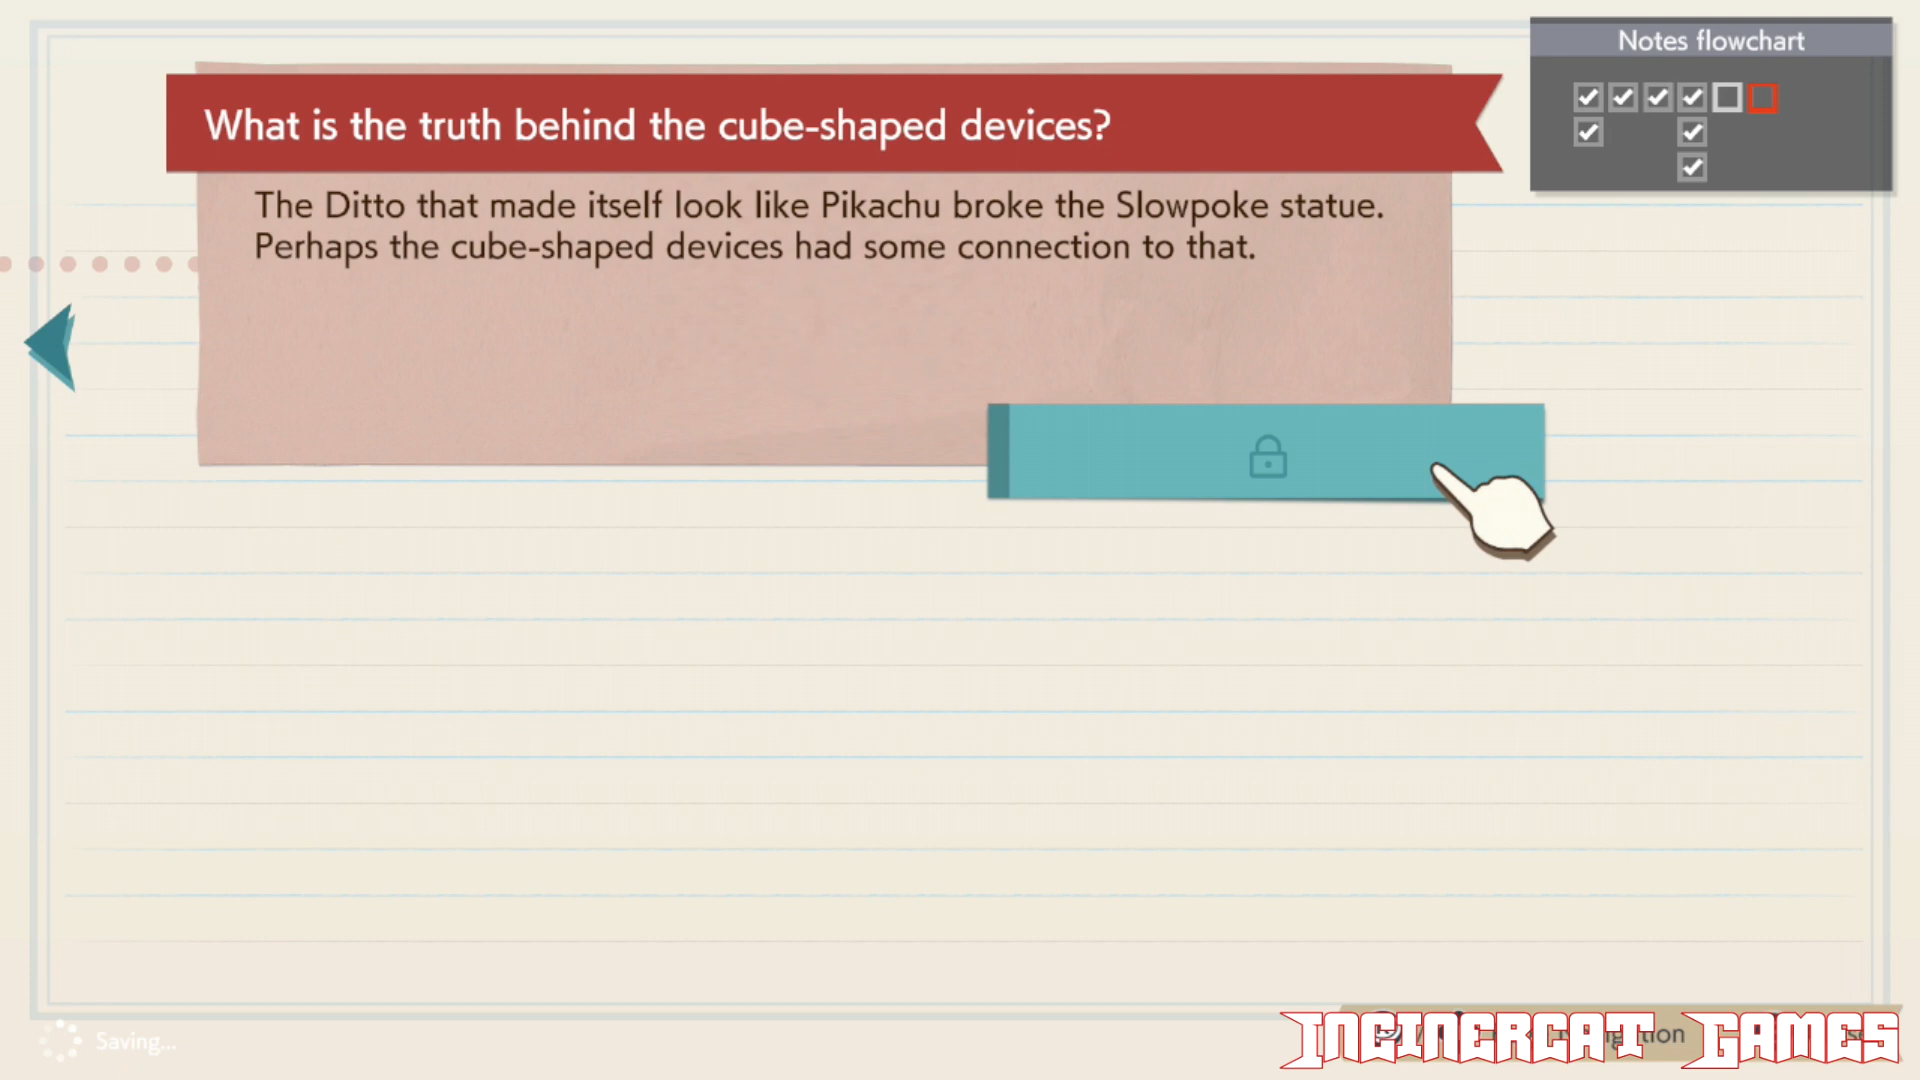 Notes flowchart
What is the truth behind the cube-shaped devices?
The Ditto that made itself look like Pikachu broke the Slowpoke statue.
Perhaps the cube-shaped devices had some connection to that.
Saving...
INCINERCAT GAMES